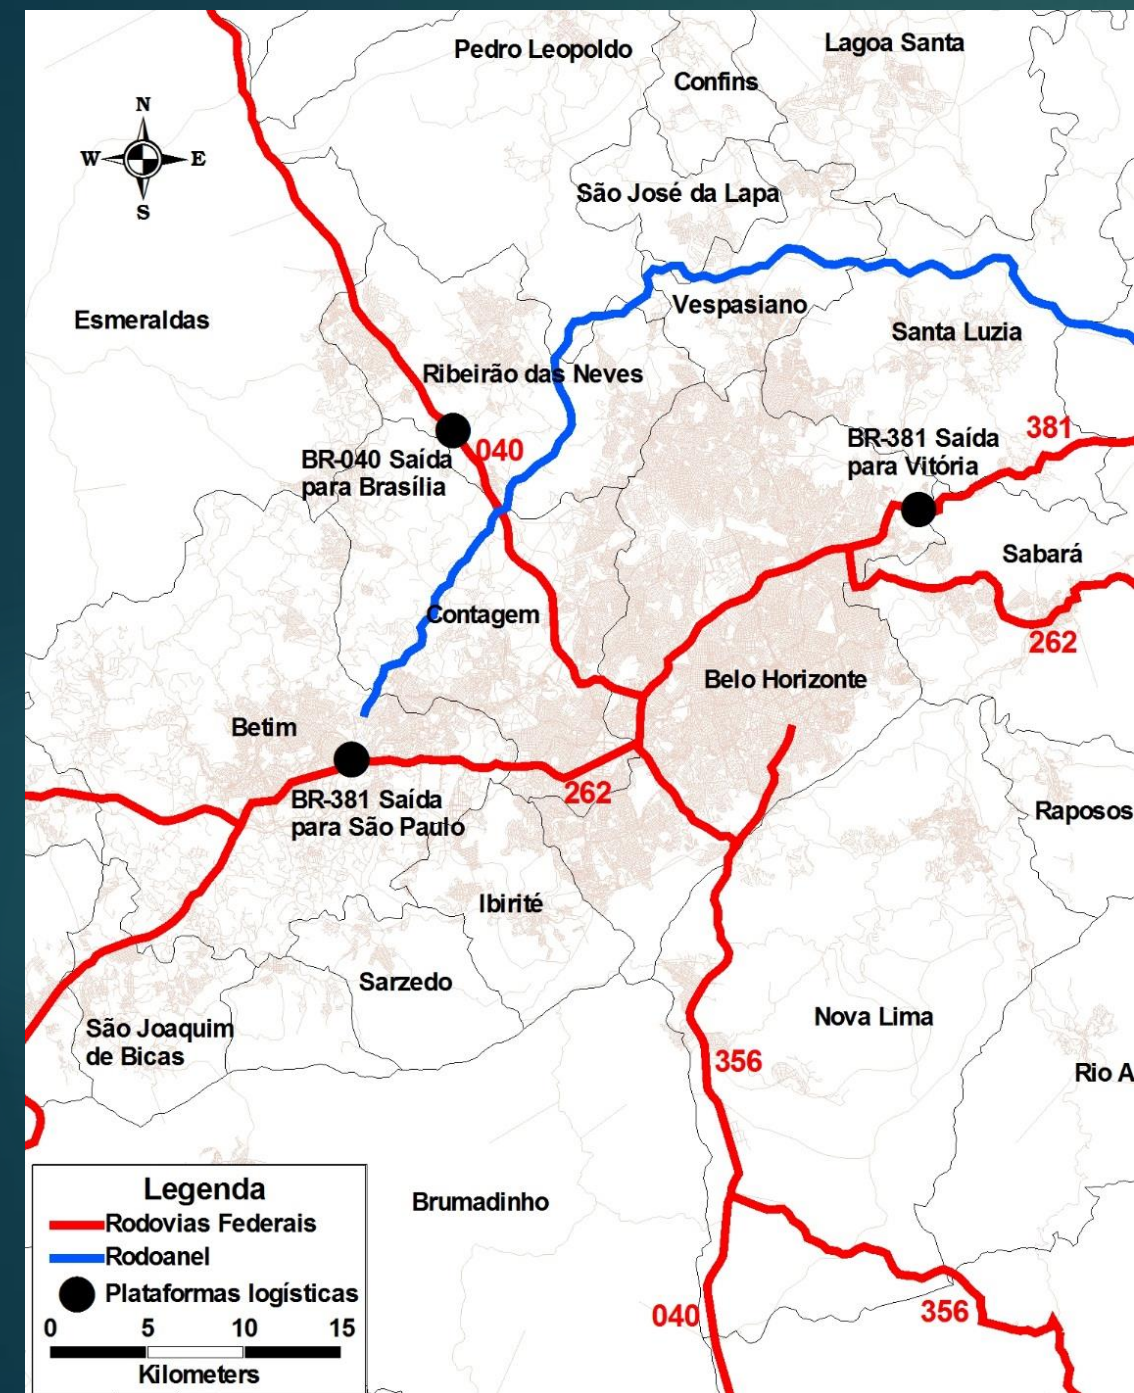 Pedro Leopoldo
Lagoa Santa
Confins
N
W
E
S
São José da Lapa
Esmeraldas
Vespasiano
Santa Luzia
Ribeirão das Neves
BR-040 Saída
para Brasília
040
BR-381 Saída
para Vitória
381
Sabará
262
Contagem
Belo Horizonte
Betim
BR-381 Saída
para São Paulo
262
Raposos
Ibirité
Sarzedo
São Joaquim
de Bicas
Nova Lima
356
Rio A
Brumadinho
040
356
Legenda
Rodovias Federais
Rodoanel
Plataformas logísticas
0 5 10 15
Kilometers